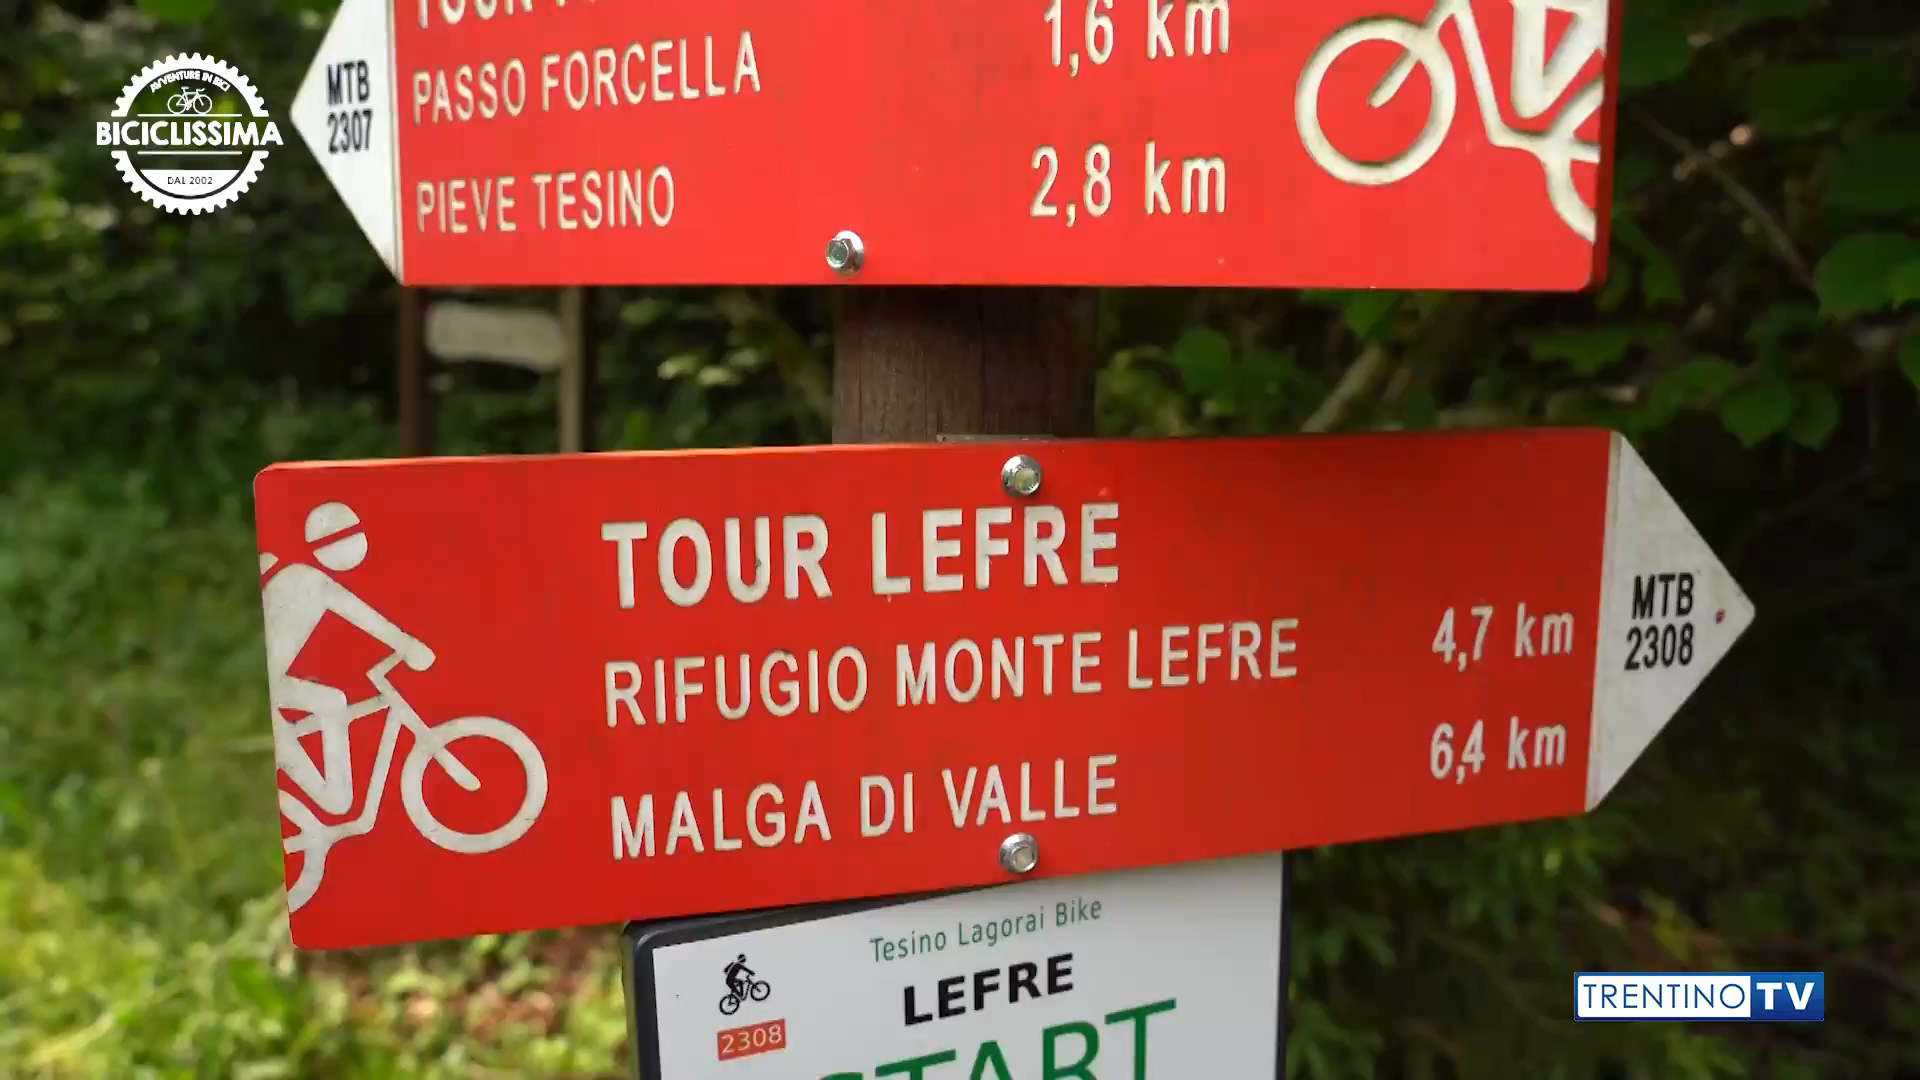 TOUR
PASSO FORCELLA 1,6 km
PIEVE TESINO 2,8 km
MTB
2307
AVVENTURE IN BICI
BICICLISSIMA
DAL 2002
TOUR LEFRE
RIFUGIO MONTE LEFRE 4,7 km
MALGA DI VALLE 6,4 km
MTB
2308
Tesino Lagorai Bike
LEFRE
2308
START
TRENTINO TV